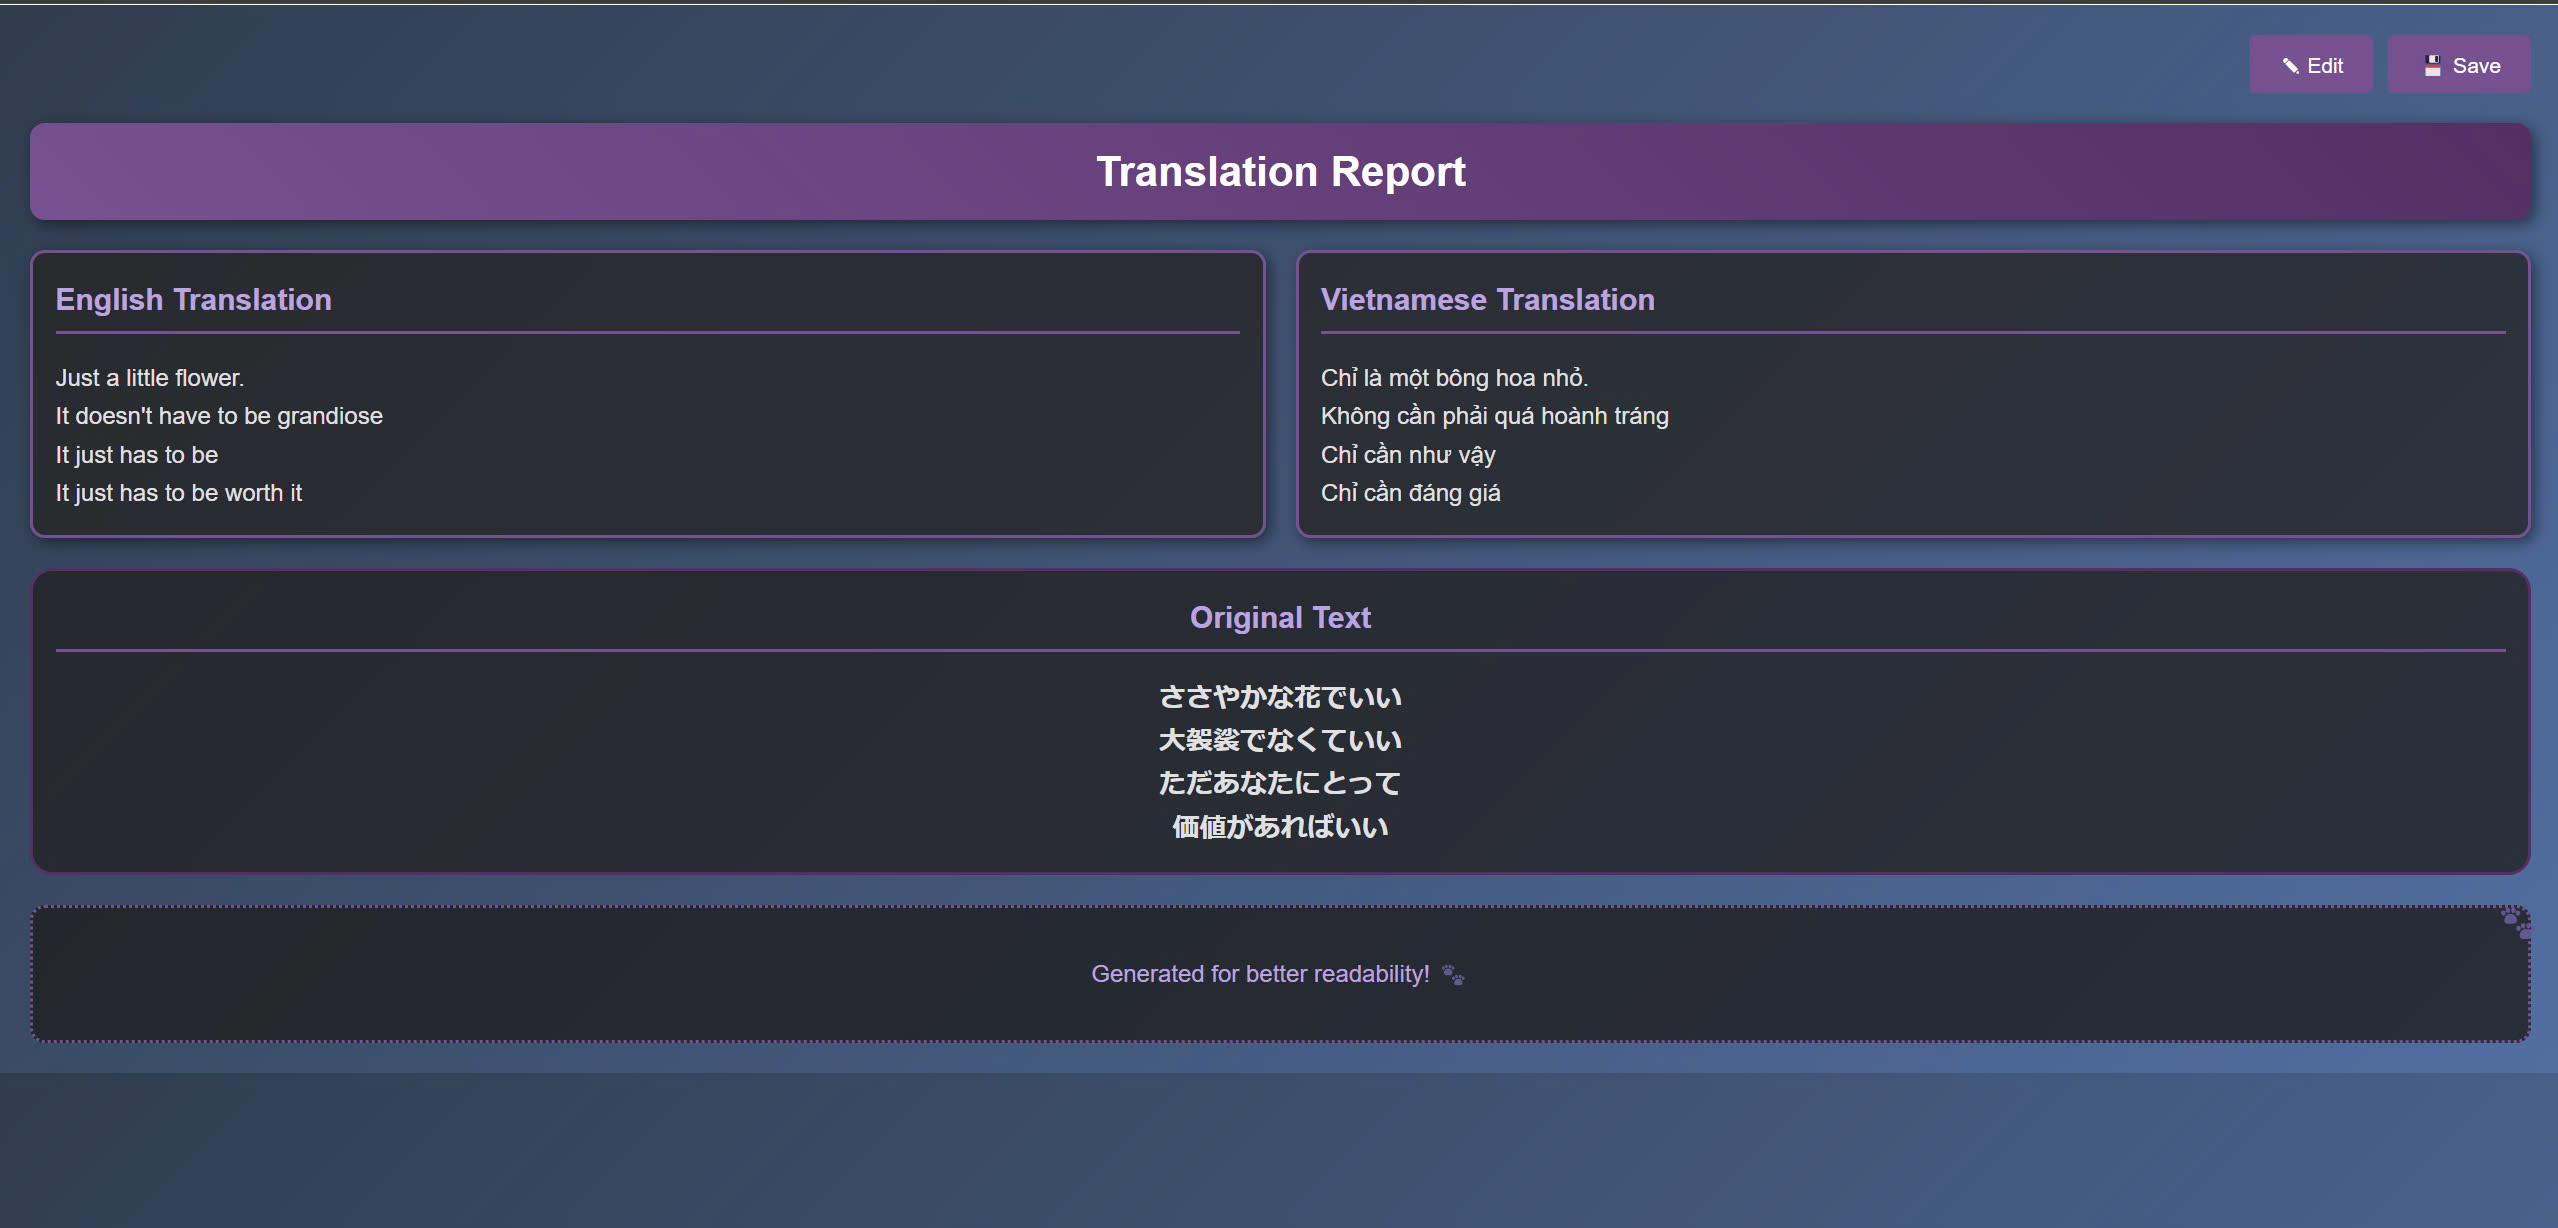 Edit
Save
Translation Report
English Translation
Just a little flower.
It doesn't have to be grandiose
It just has to be
It just has to be worth it
Vietnamese Translation
Chỉ là một bông hoa nhỏ.
Không cần phải quá hoành tráng
Chỉ cần như vậy
Chỉ cần đáng giá
Original Text
ささやかな花でいい
大袈裟でなくていい
ただあなたにとって
価値があればいい
Generated for better readability! 🐾